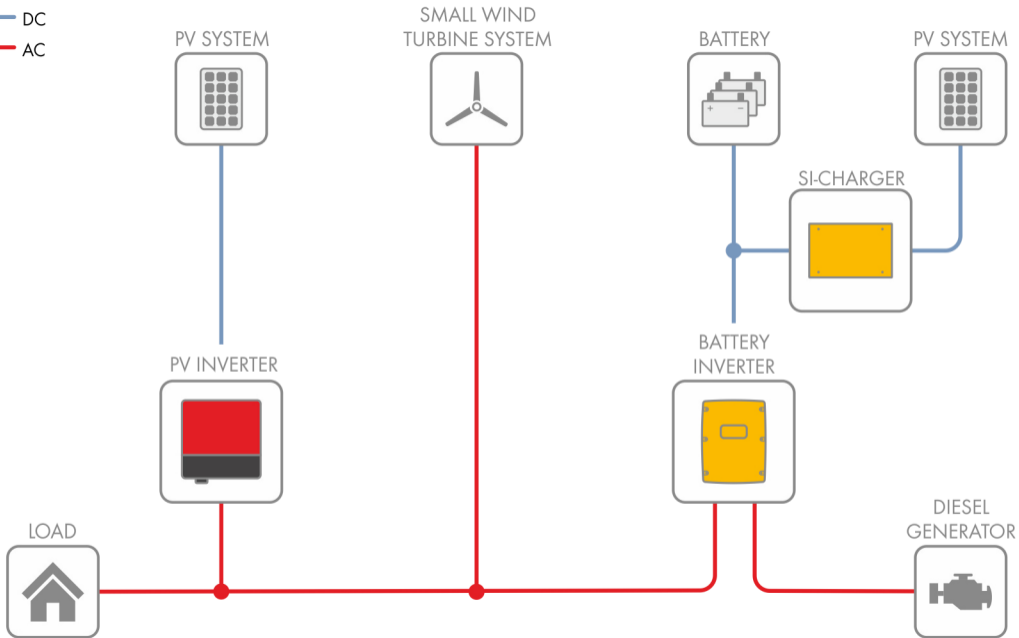 DC
AC
PV SYSTEM
SMALL WIND
TURBINE SYSTEM
BATTERY
PV SYSTEM
SI-CHARGER
PV INVERTER
BATTERY
INVERTER
LOAD
DIESEL
GENERATOR